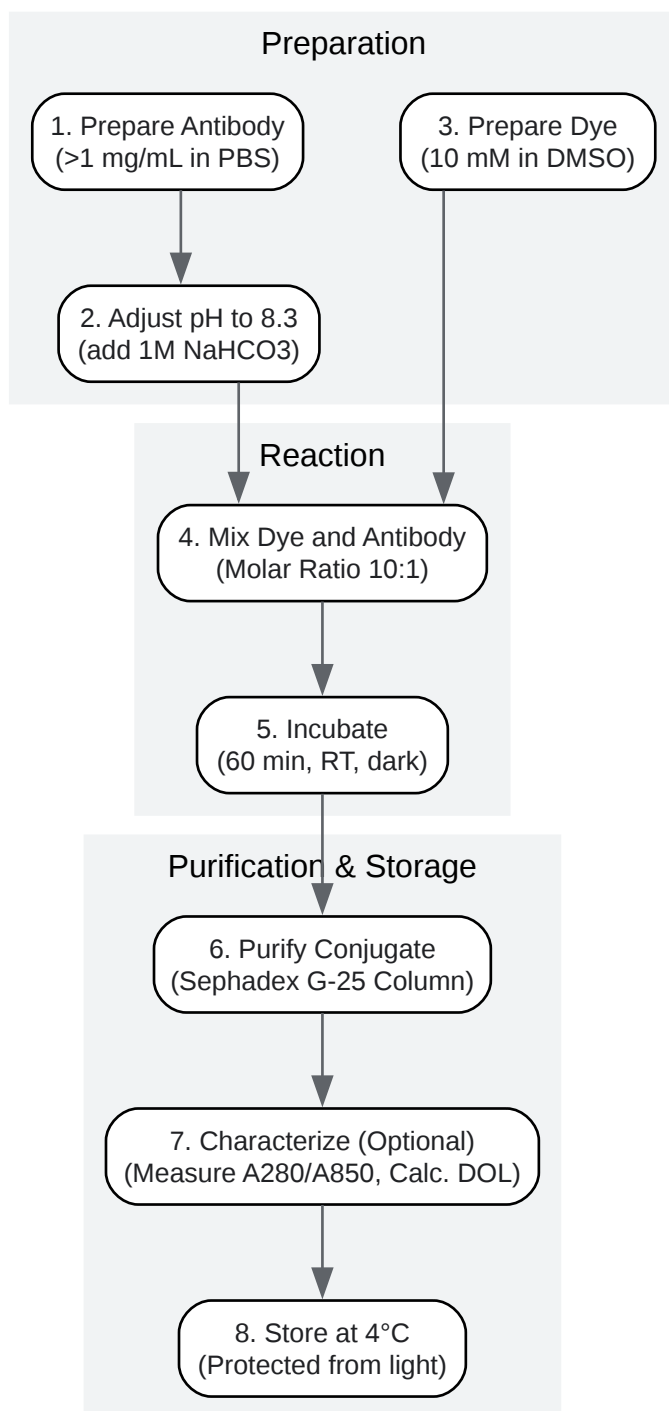 Preparation
1. Prepare Antibody
(>1 mg/mL in PBS)
3. Prepare Dye
(10 mM in DMSO)
2. Adjust pH to 8.3
(add 1M NaHCO3)
Reaction
4. Mix Dye and Antibody
(Molar Ratio 10:1)
5. Incubate
(60 min, RT, dark)
Purification & Storage
6. Purify Conjugate
(Sephadex G-25 Column)
7. Characterize (Optional)
(Measure A280/A850, Calc. DOL)
8. Store at 4°C
(Protected from light)